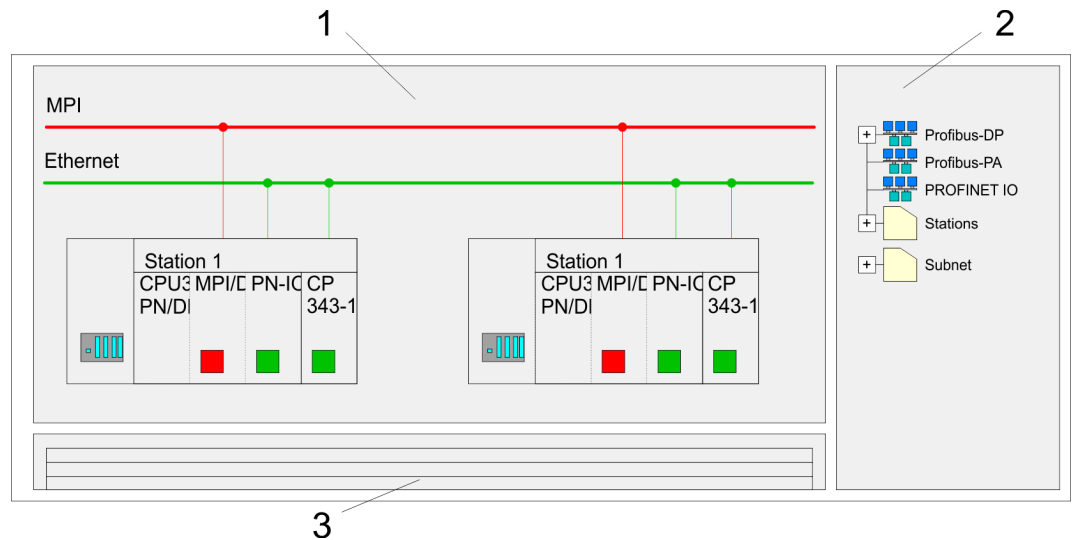 1
2
MPI
Ethernet
Profibus-DP
Profibus-PA
PROFINET IO
Stations
Subnet
Station 1
CPU3 MPI/D PN-IO CP
PN/DI 343-1
Station 1
CPU3 MPI/D PN-IO CP
PN/DI 343-1
3